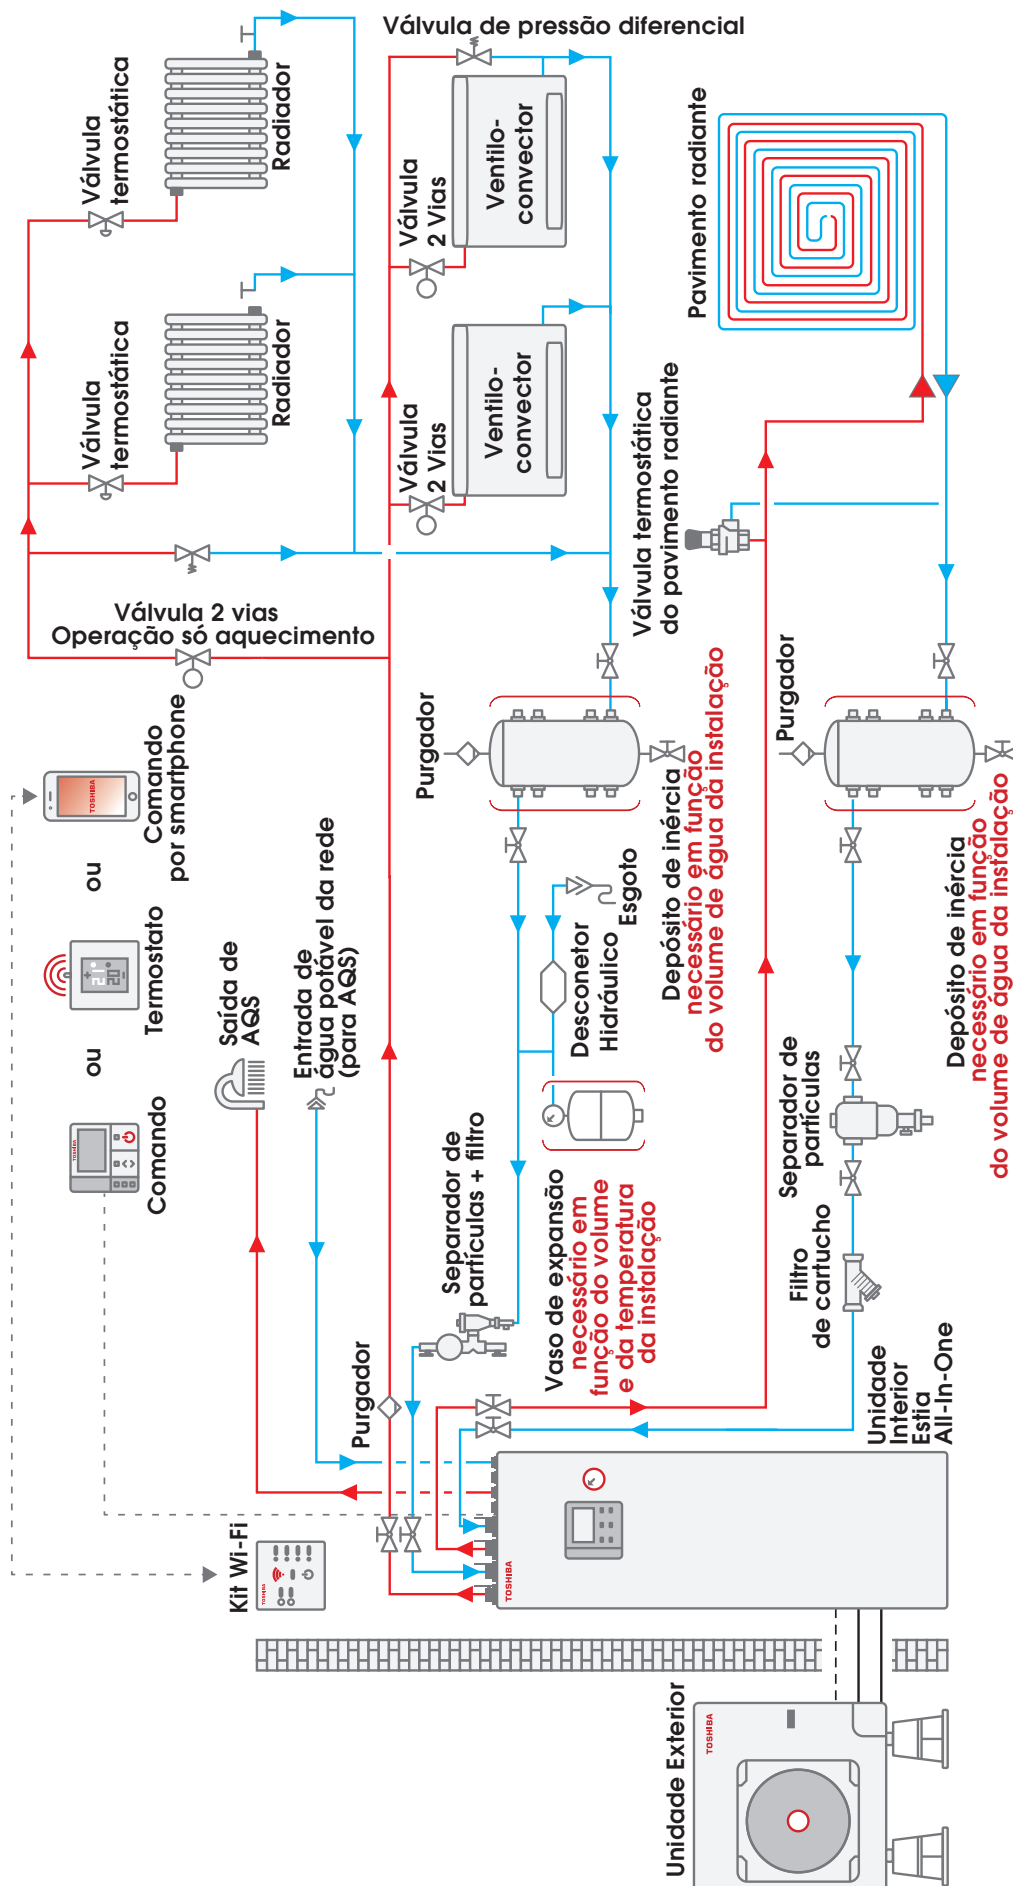 Válvula de pressão diferencial
Válvula
termostática
Radiador
Válvula
2 Vias
Ventilo-
convector
Pavimento radiante
Válvula
termostática
Radiador
Válvula
2 Vias
Ventilo-
convector
Válvula termostática
do pavimento radiante
Válvula 2 vias
Operação só aquecimento
Comando
por smartphone
TOSHIBA
ou
Termostato
21
20
ou
Comando
TOSHIBA
Saída de
AQS
Entrada de
água potável da rede
(para AQS)
Purgador
Depósito de inércia
necessário em função
do volume de água da instalação
Esgoto
Desconetor
Hidráulico
Purgador
Depósito de inércia
necessário em função
do volume de água da instalação
Separador de
partículas + filtro
Vaso de expansão
necessário em
função do volume
e da temperatura
da instalação
Separador de
partículas
Filtro
de cartucho
Purgador
Kit Wi-Fi
TOSHIBA
Unidade
Interior
Estia
All-In-One
TOSHIBA
Unidade Exterior
TOSHIBA